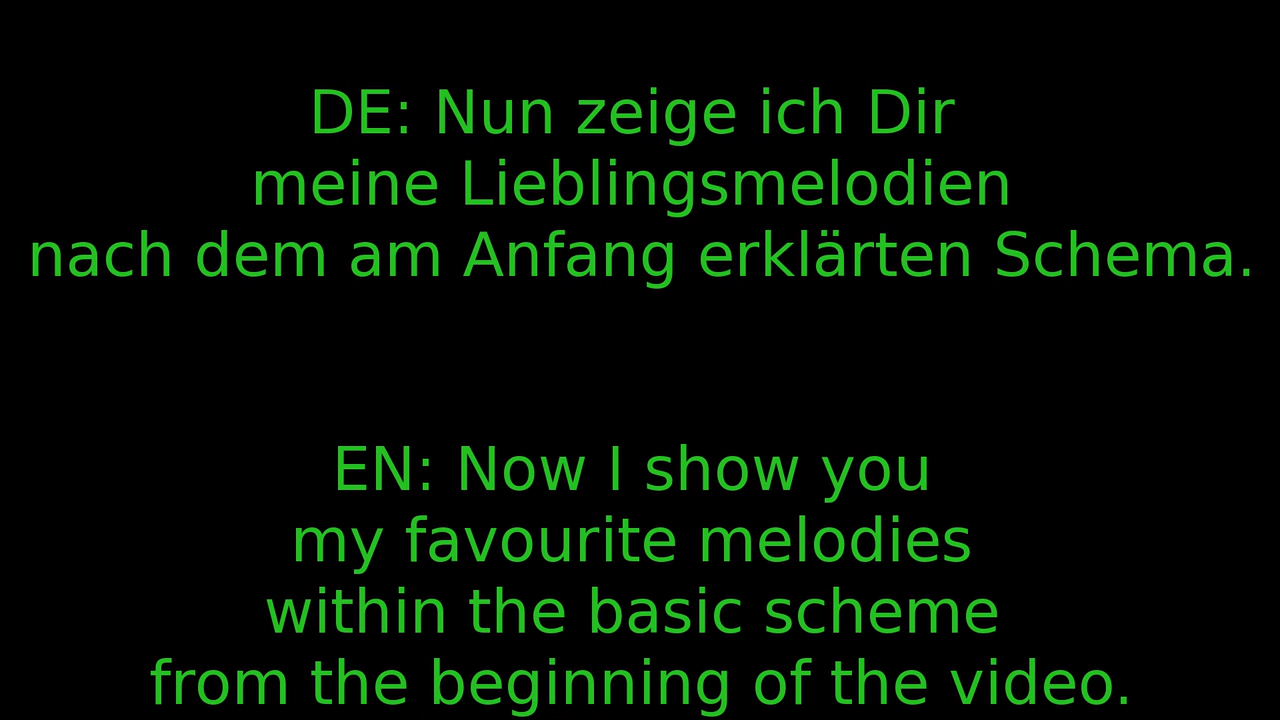 DE: Nun zeige ich Dir
meine Lieblingsmelodien
nach dem am Anfang erklärten Schema.
EN: Now I show you
my favourite melodies
within the basic scheme
from the beginning of the video.